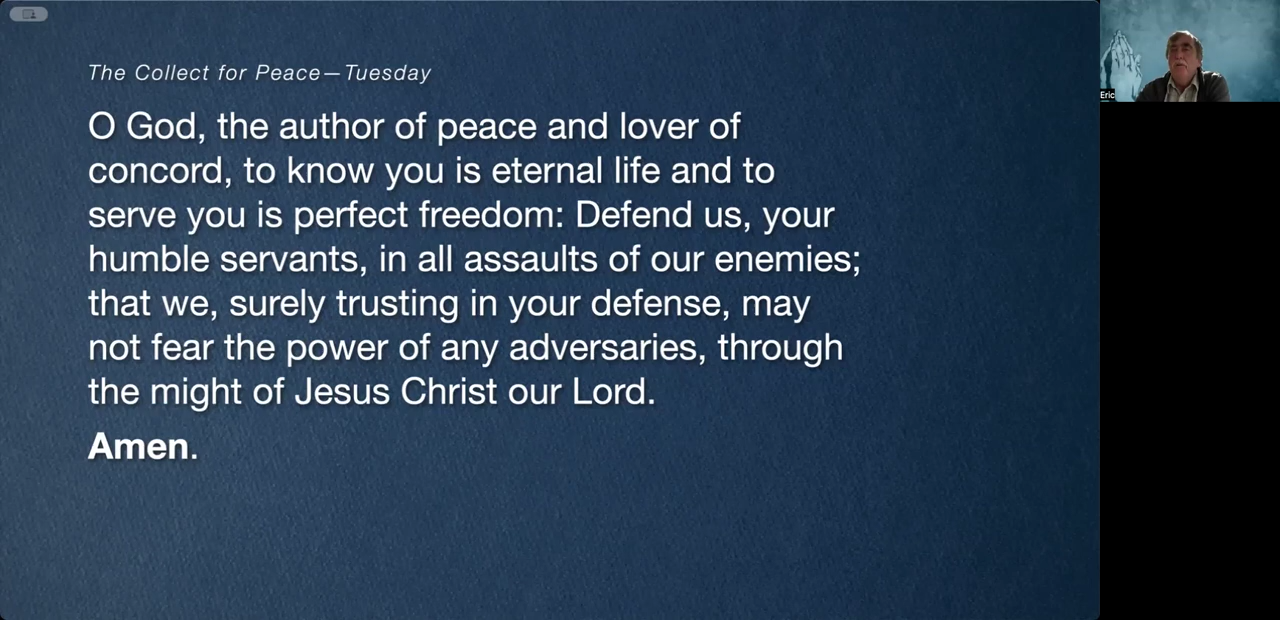 The Collect for Peace—Tuesday
O God, the author of peace and lover of
concord, to know you is eternal life and to
serve you is perfect freedom: Defend us, your
humble servants, in all assaults of our enemies;
that we, surely trusting in your defense, may
not fear the power of any adversaries, through
the might of Jesus Christ our Lord.
Amen.
Eric